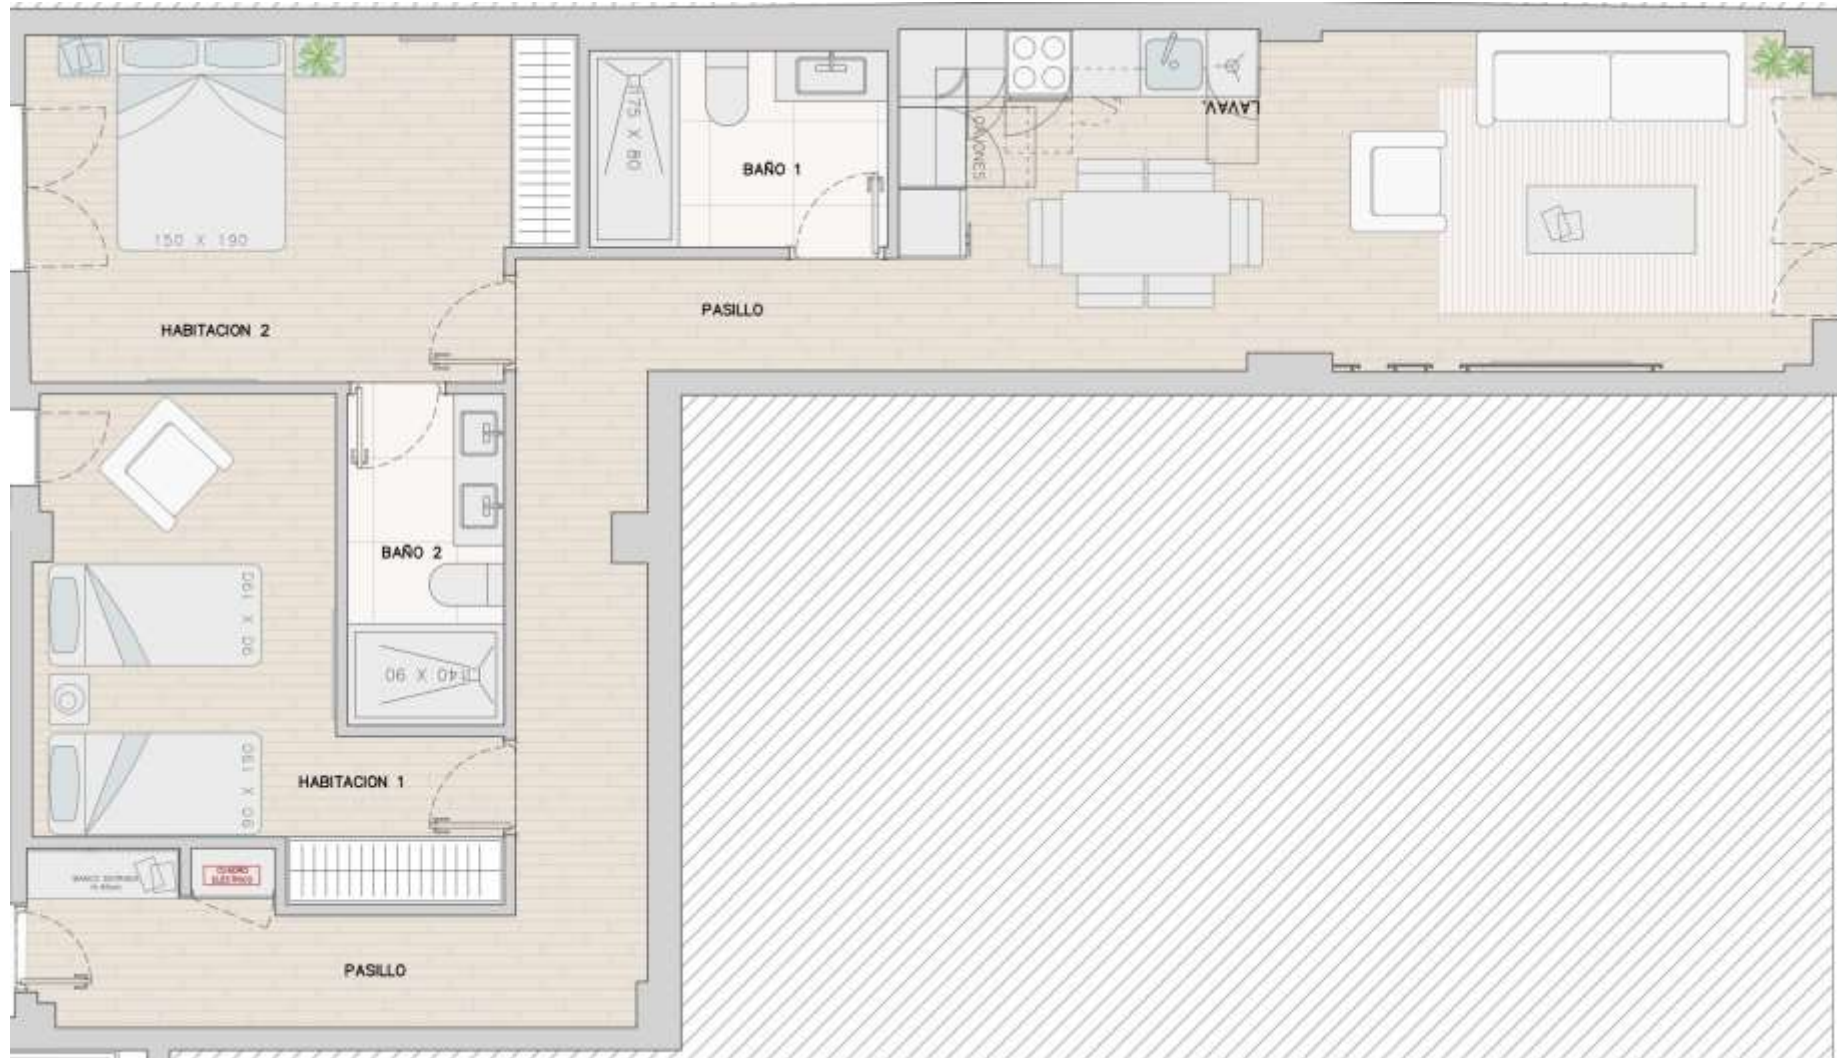 175 X 80
BAÑO 1
LAVAV.
150 X 190
HABITACION 2
PASILLO
BAÑO 2
90 X 190
140 X 90
90 X 190
HABITACION 1
CUADRO
ELÉCTRICO
PASILLO